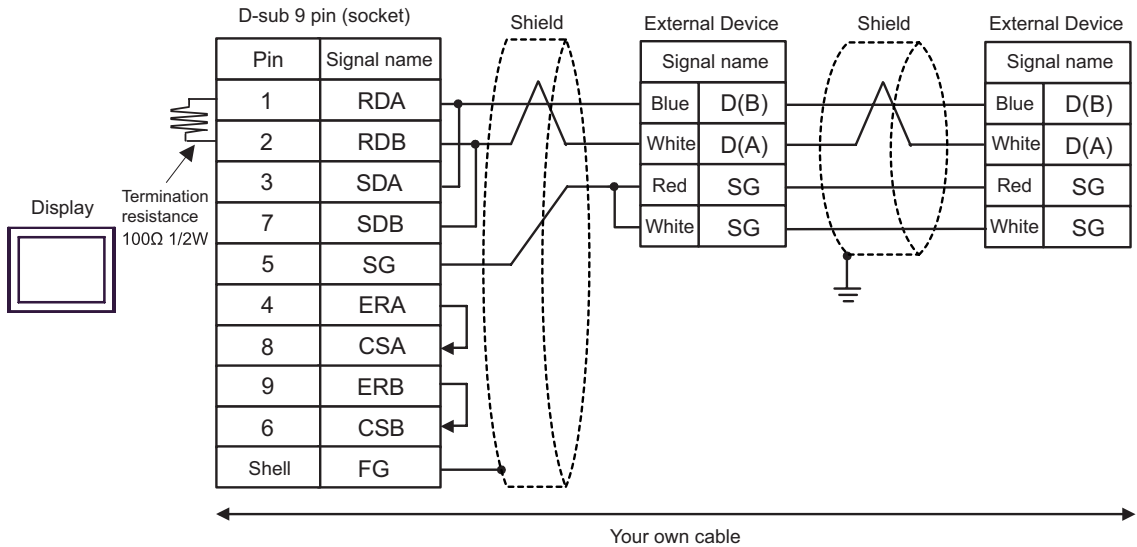 D-sub 9 pin (socket)
Shield
External Device
Shield
External Device
Pin Signal name
Signal name
Signal name
1 RDA
Blue D(B)
Blue D(B)
2 RDB
White D(A)
White D(A)
3 SDA
Red SG
Red SG
7 SDB
White SG
White SG
5 SG
4 ERA
8 CSA
9 ERB
6 CSB
Shell FG
Termination
resistance
100Ω 1/2W
Display
Your own cable